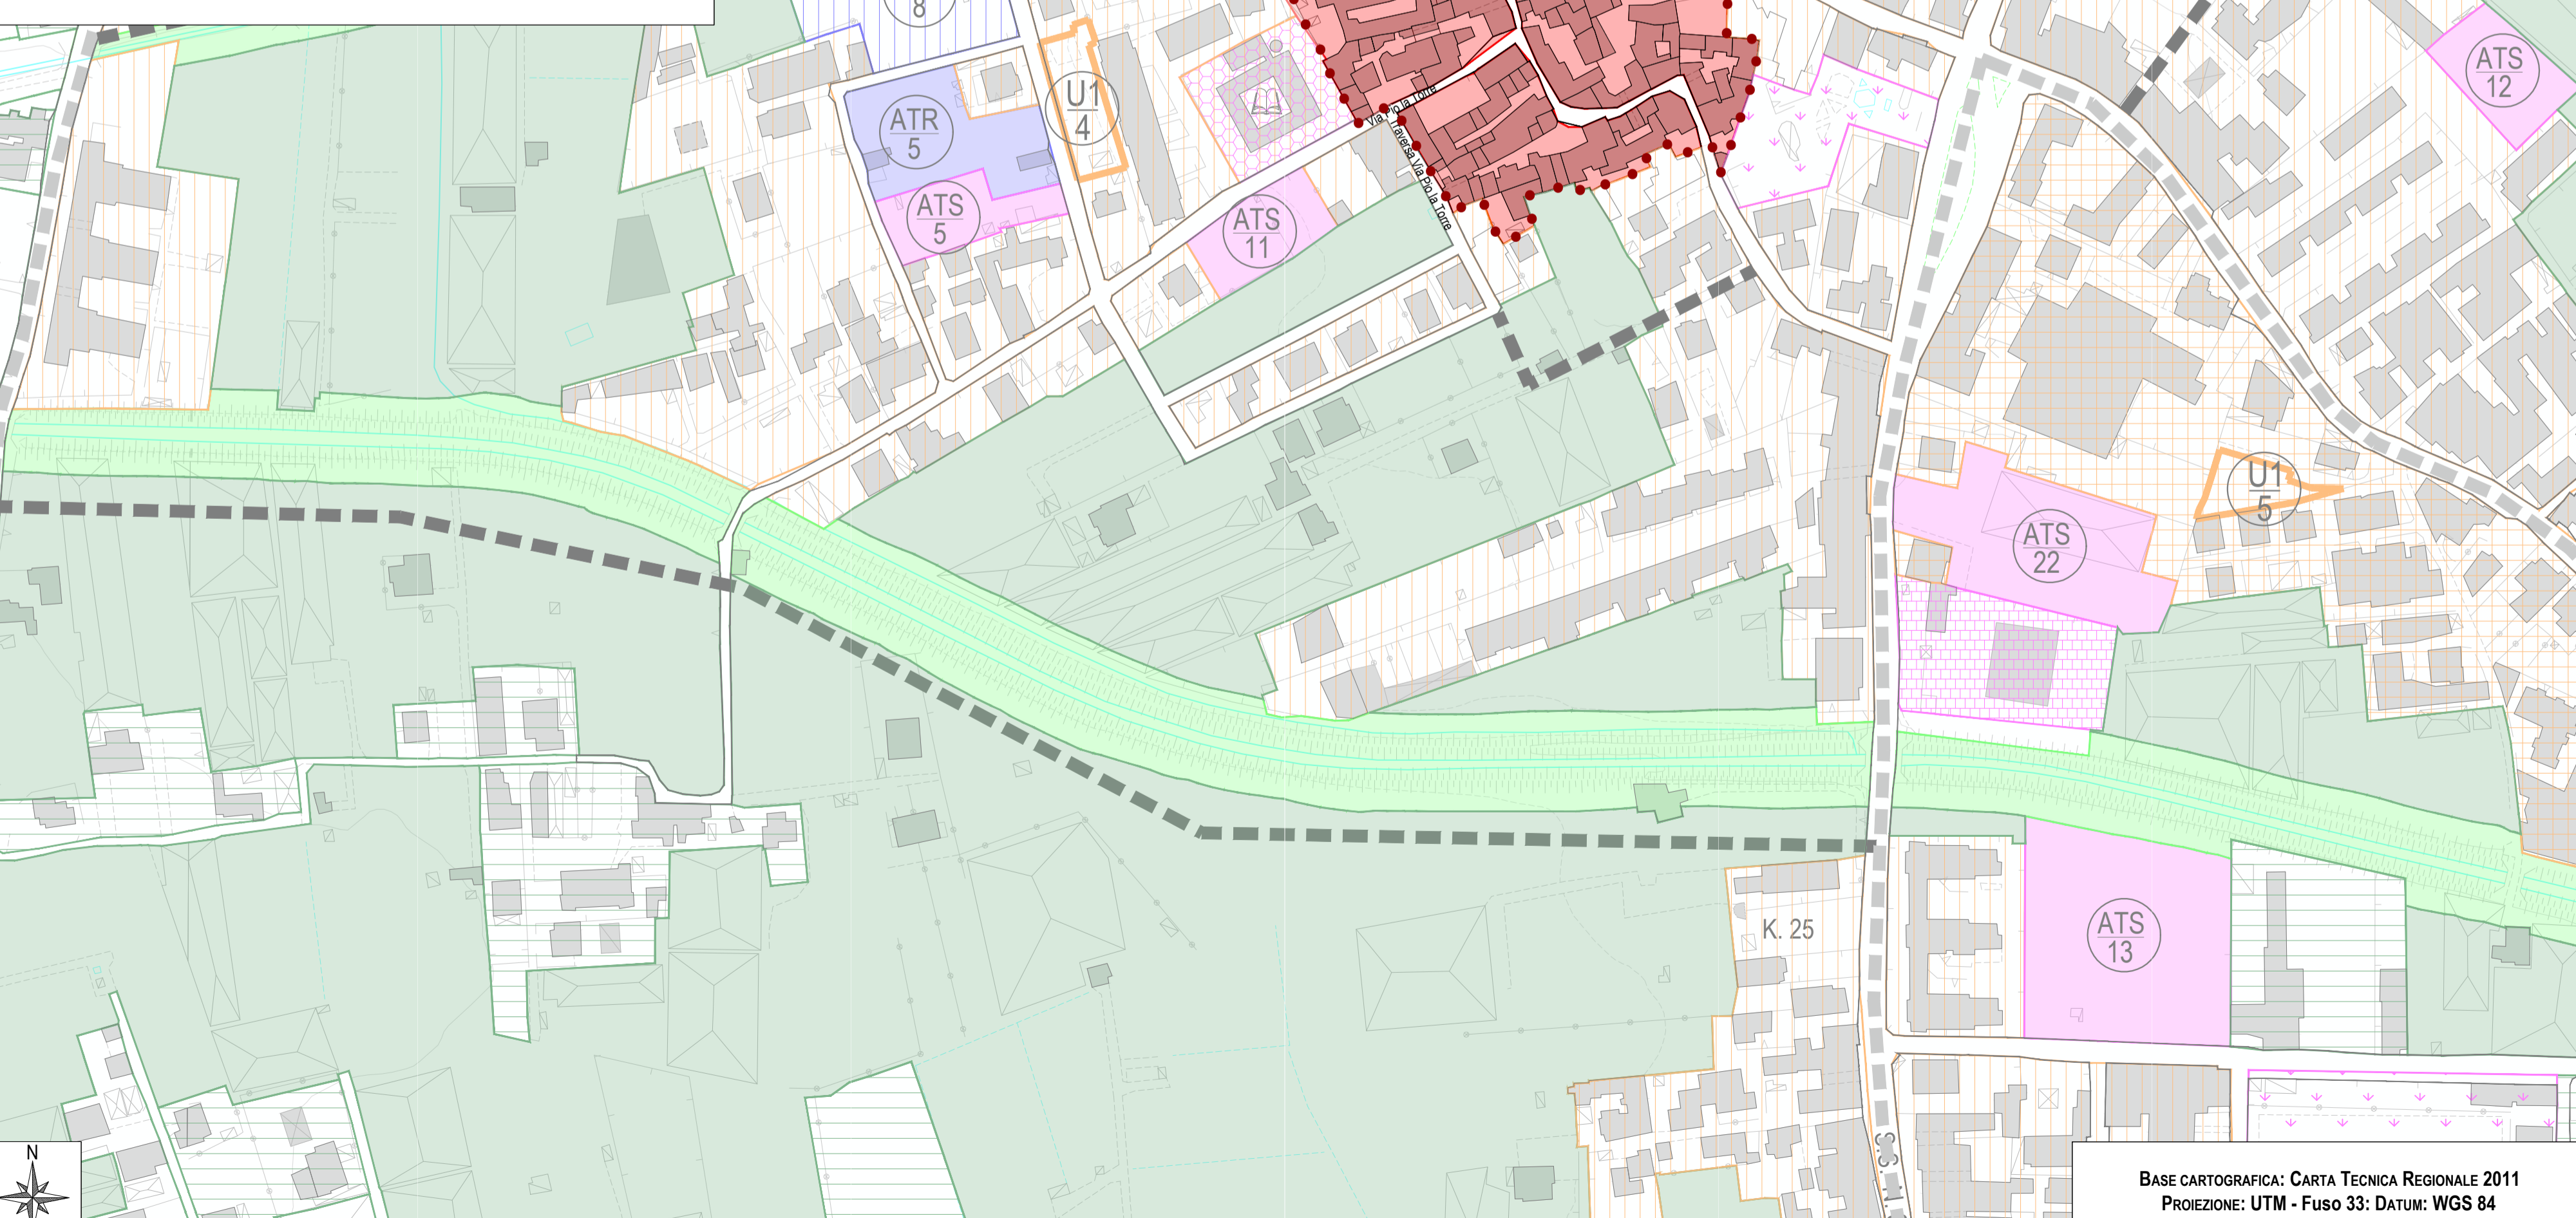 8
ATS
12
U1
4
ATR
5
Via Pio la Torre
Traversa Via Pio la Torre
ATS
5
ATS
11
U1
5
ATS
22
K. 25
ATS
13
N
BASE CARTOGRAFICA: CARTA TECNICA REGIONALE 2011
PROIEZIONE: UTM - FUSO 33: DATUM: WGS 84